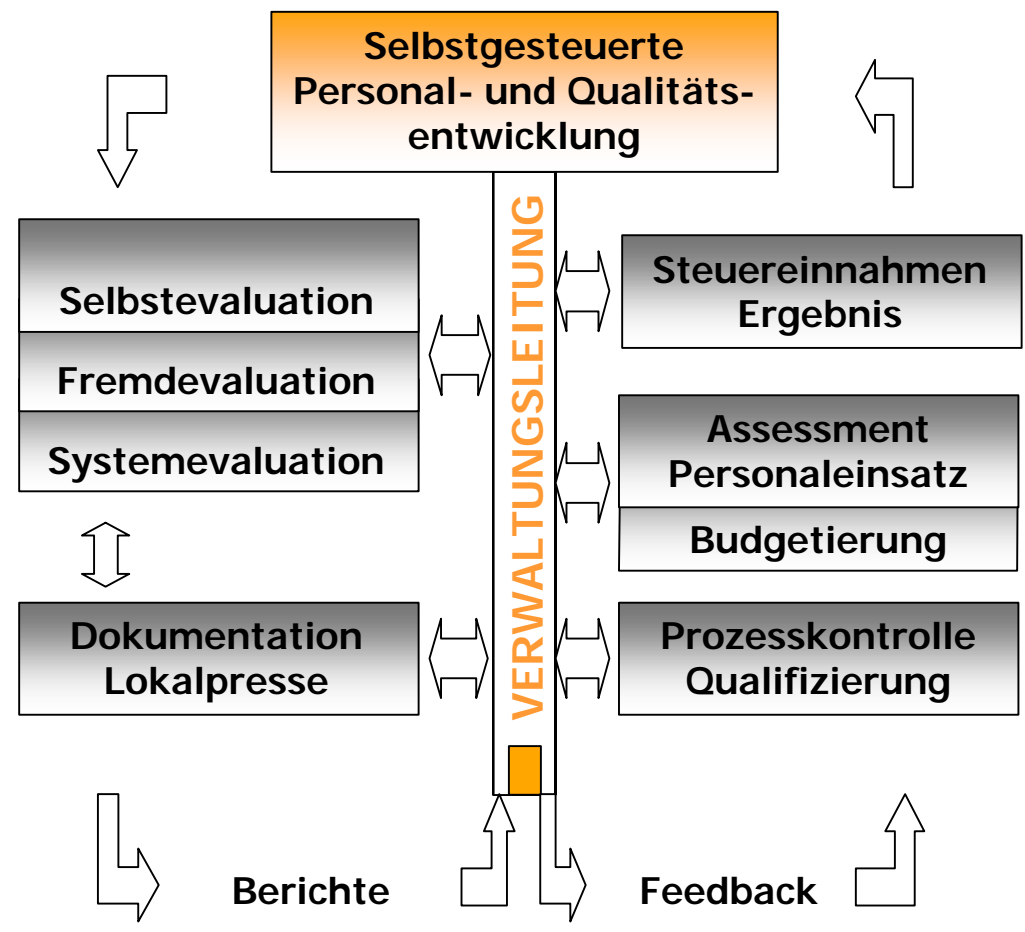 Selbstgesteuerte
Personal- und Qualitäts-
entwicklung
Selbstevaluation
Fremdevaluation
Systemevaluation
Dokumentation
Lokalpresse
VERWALTUNGSLEITUNG
Steuereinnahmen
Ergebnis
Assessment
Personaleinsatz
Budgetierung
Prozesskontrolle
Qualifizierung
Berichte
Feedback